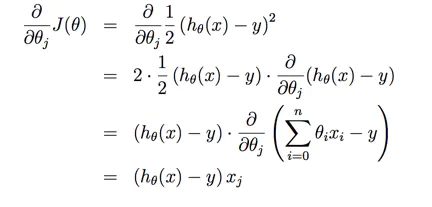 ∂/∂θ_j J(θ) = ∂/∂θ_j 1/2 (h_θ(x) − y)^2
= 2 · 1/2 (h_θ(x) − y) · ∂/∂θ_j (h_θ(x) − y)
= (h_θ(x) − y) · ∂/∂θ_j (∑_{i=0}^{n} θ_i x_i − y)
= (h_θ(x) − y) x_j